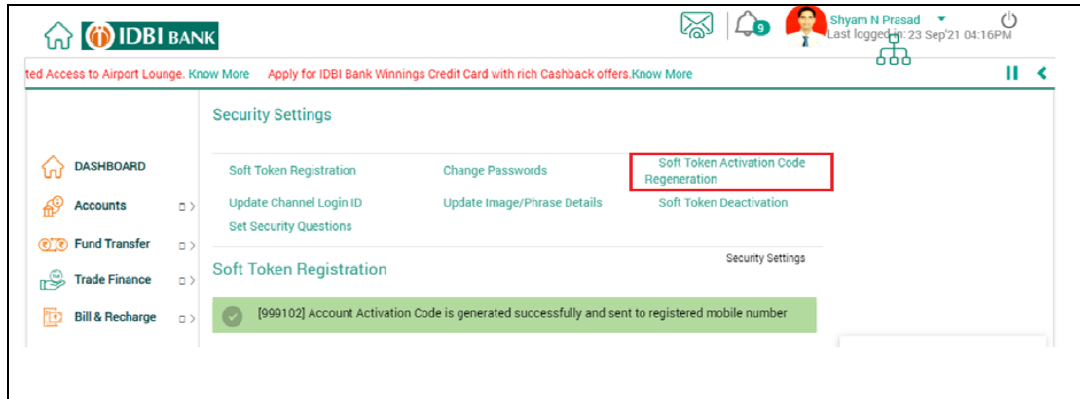 IDBI BANK
9
Shyam N Prasad
Last logged in: 23 Sep'21 04:16PM
ted Access to Airport Lounge. Know More Apply for IDBI Bank Winnings Credit Card with rich Cashback offers.Know More
Security Settings
DASHBOARD
Accounts
Fund Transfer
Trade Finance
Bill & Recharge
Soft Token Registration Change Passwords Soft Token Activation Code
Regeneration
Update Channel Login ID Update Image/Phrase Details Soft Token Deactivation
Set Security Questions
Security Settings
Soft Token Registration
[999102] Account Activation Code is generated successfully and sent to registered mobile number